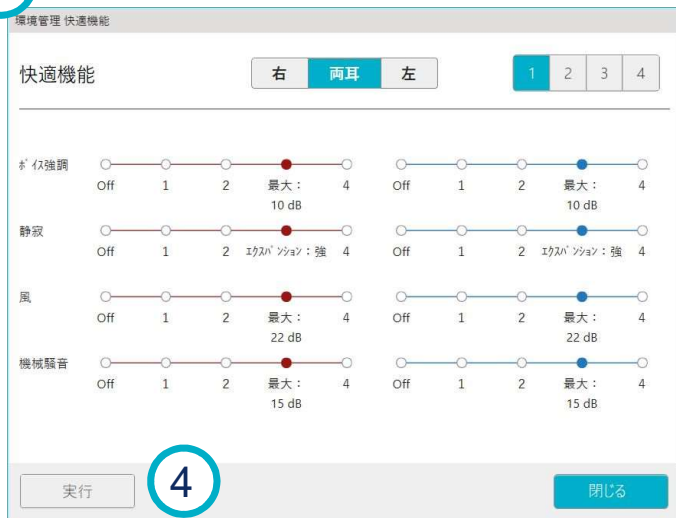 環境管理 快適機能
快適機能 右 両耳 左 1 2 3 4
ﾎﾞｲｽ強調
Off 1 2 最大： 4 Off 1 2 最大： 4
10 dB 10 dB
静寂
Off 1 2 ｴｸｽﾊﾟﾝｼｮﾝ：強 4 Off 1 2 ｴｸｽﾊﾟﾝｼｮﾝ：強 4
風
Off 1 2 最大： 4 Off 1 2 最大： 4
22 dB 22 dB
機械騒音
Off 1 2 最大： 4 Off 1 2 最大： 4
15 dB 15 dB
実行 4 閉じる